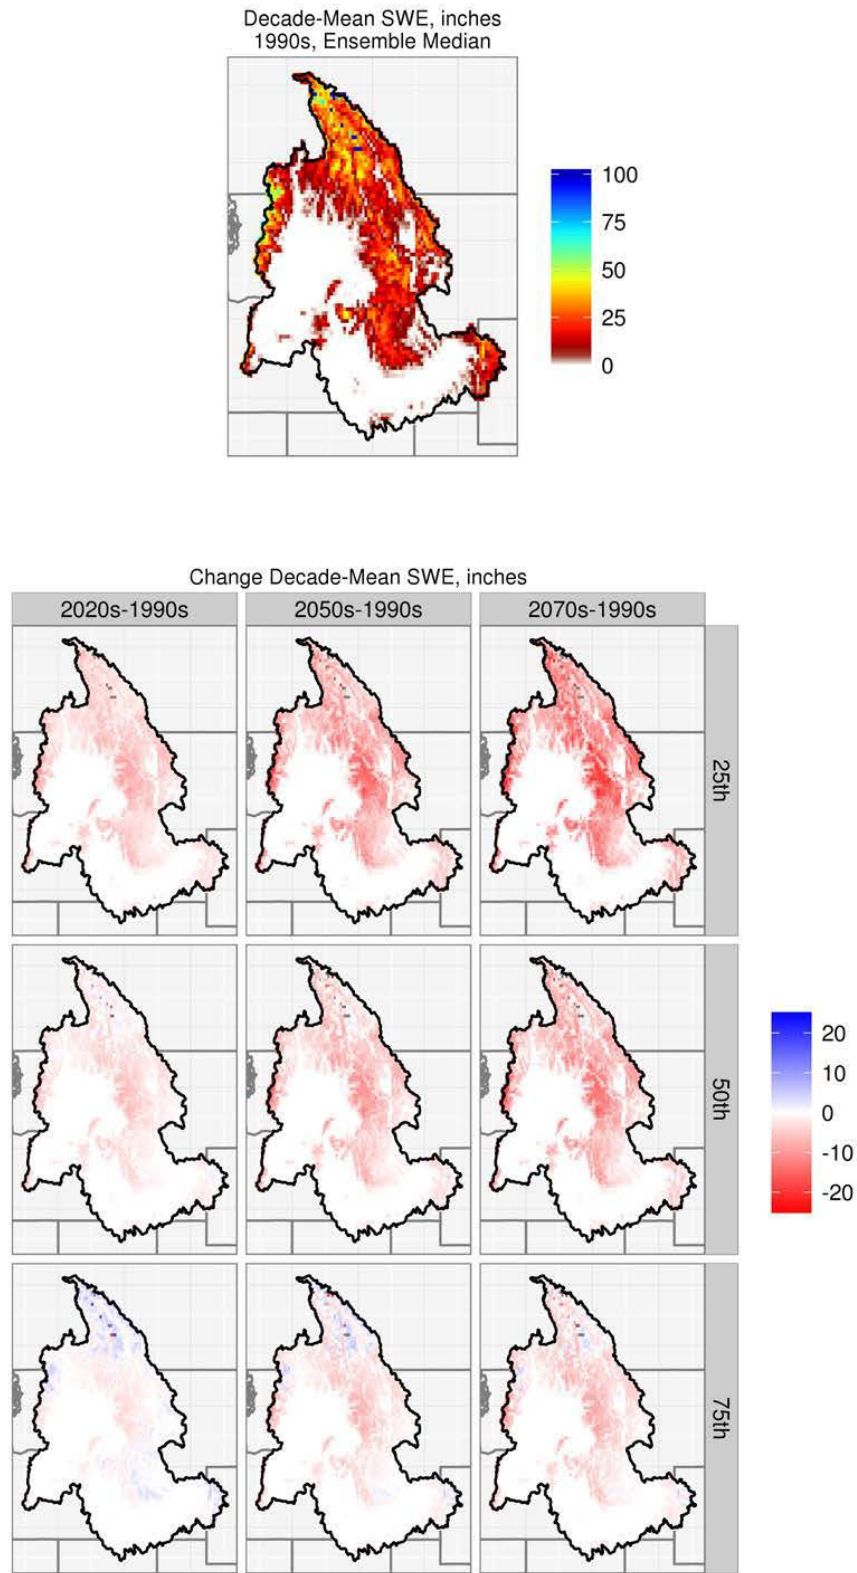 Decade-Mean SWE, inches
1990s, Ensemble Median
100
75
50
25
0
Change Decade-Mean SWE, inches
2020s-1990s
2050s-1990s
2070s-1990s
25th
50th
75th
20
10
0
-10
-20